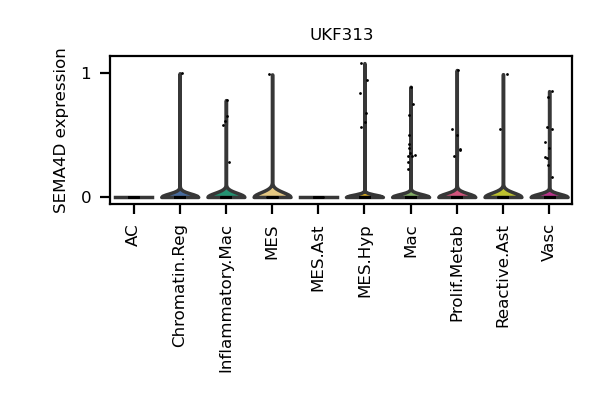 UKF313
SEMA4D expression
1
0
AC
Chromatin.Reg
Inflammatory.Mac
MES
MES.Ast
MES.Hyp
Mac
Prolif.Metab
Reactive.Ast
Vasc